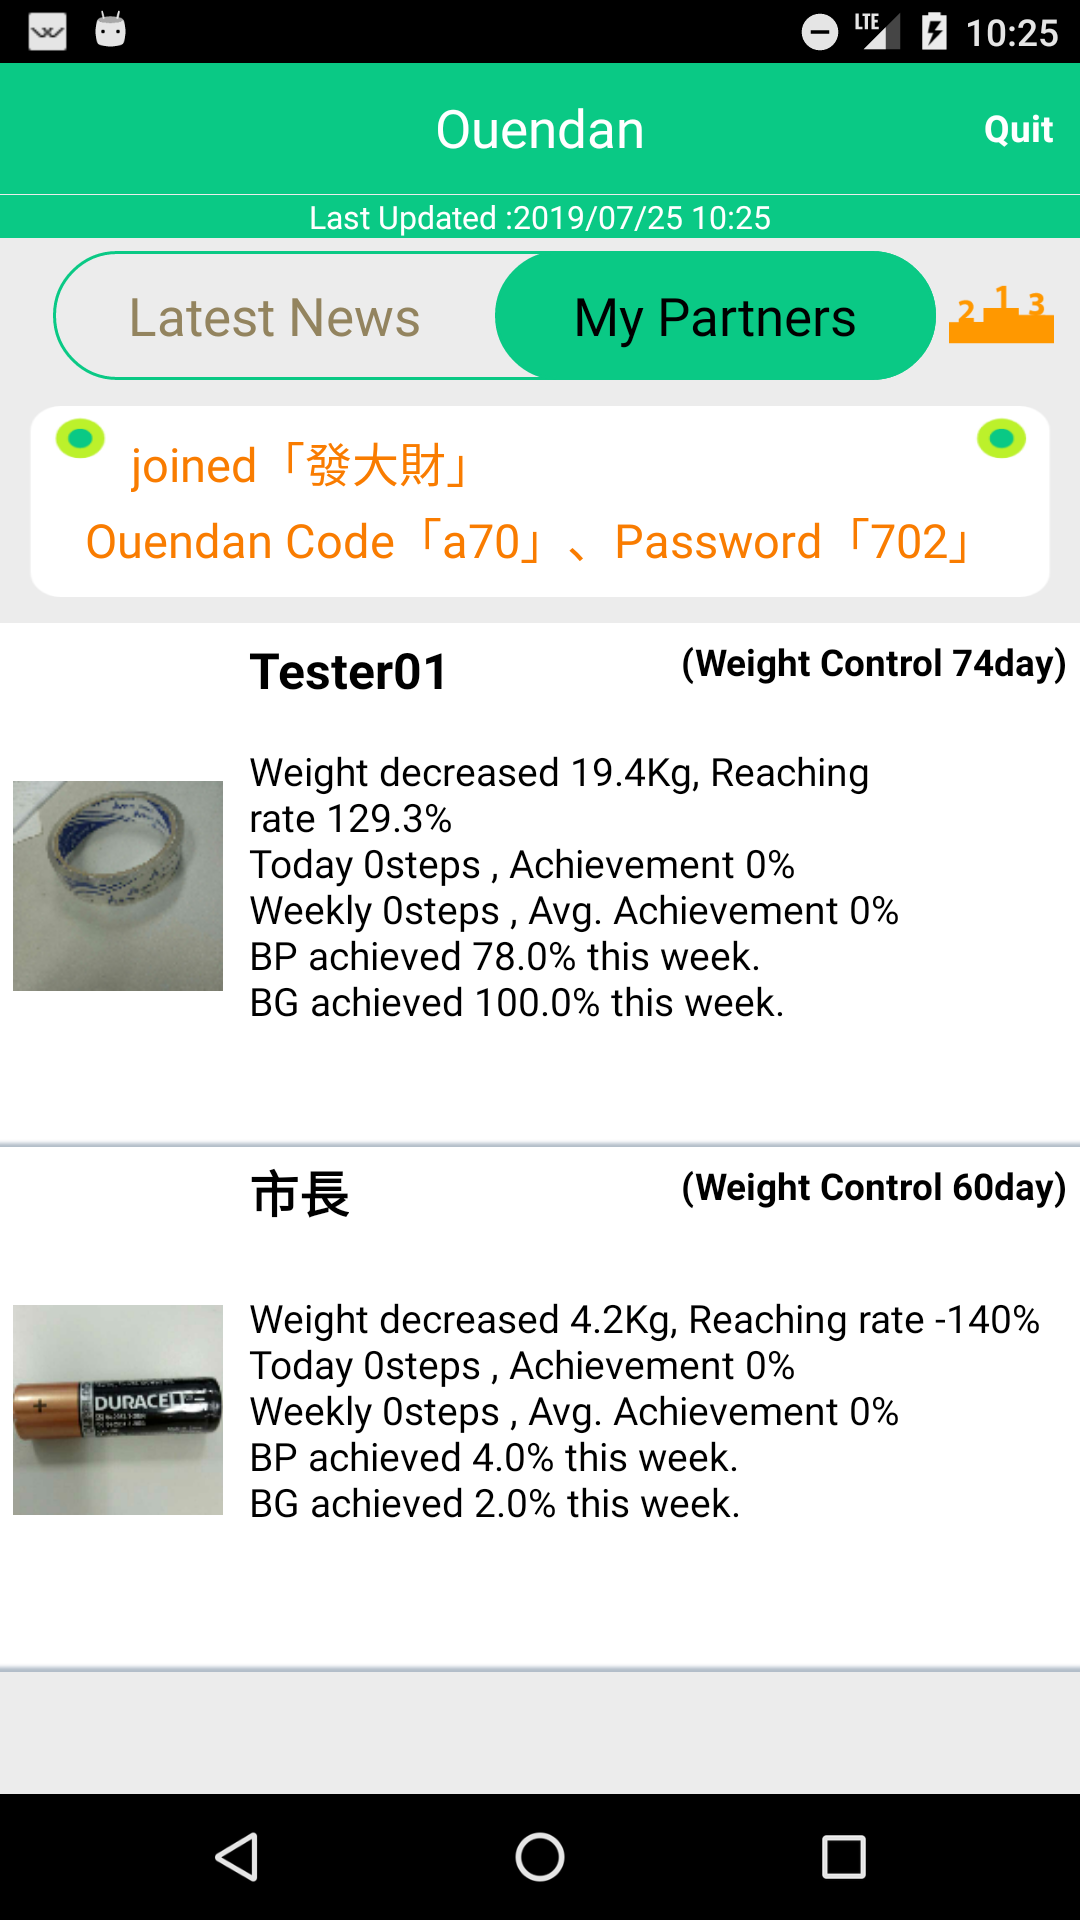 LTE 10:25
Ouendan
Quit
Last Updated :2019/07/25 10:25
Latest News
My Partners
2 1 3
joined「發大財」
Ouendan Code「a70」、Password「702」
Tester01
(Weight Control 74day)
Weight decreased 19.4Kg, Reaching
rate 129.3%
Today 0steps , Achievement 0%
Weekly 0steps , Avg. Achievement 0%
BP achieved 78.0% this week.
BG achieved 100.0% this week.
市長
(Weight Control 60day)
Weight decreased 4.2Kg, Reaching rate -140%
Today 0steps , Achievement 0%
DURACELL
Weekly 0steps , Avg. Achievement 0%
BP achieved 4.0% this week.
BG achieved 2.0% this week.